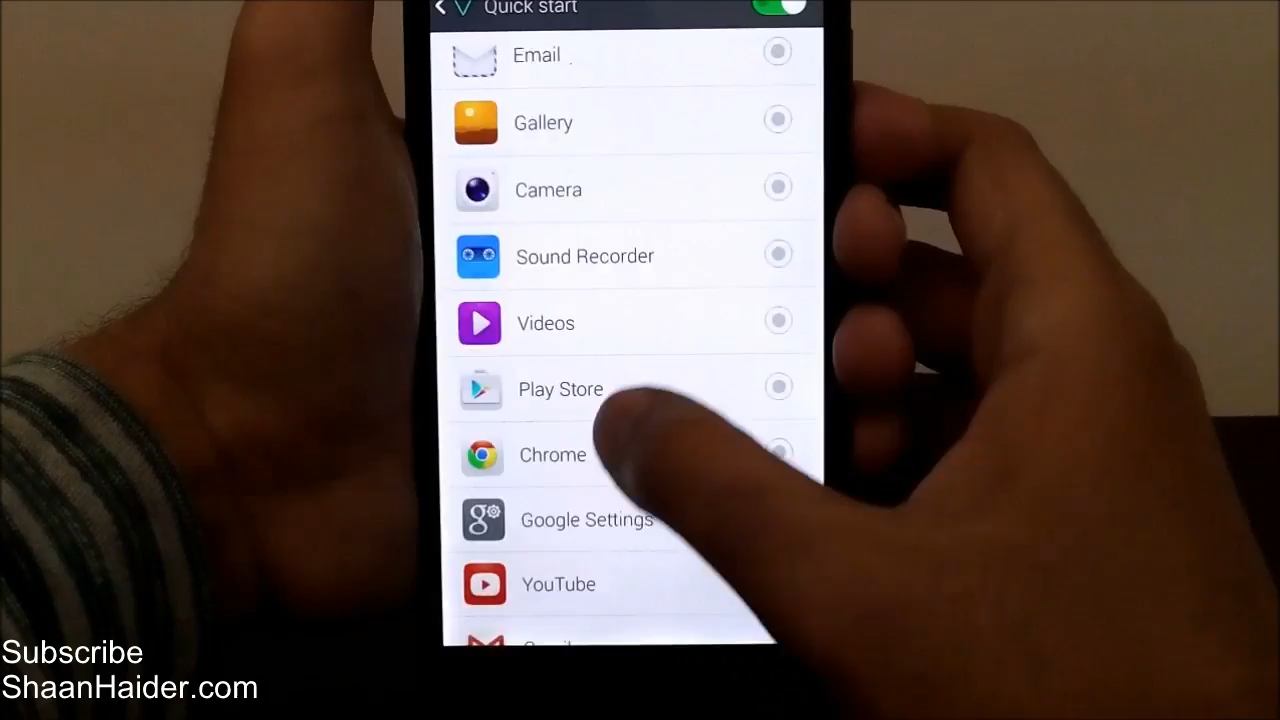 Quick start
Email
Gallery
Camera
Sound Recorder
Videos
Play Store
Chrome
Google Settings
YouTube
Subscribe
ShaanHaider.com